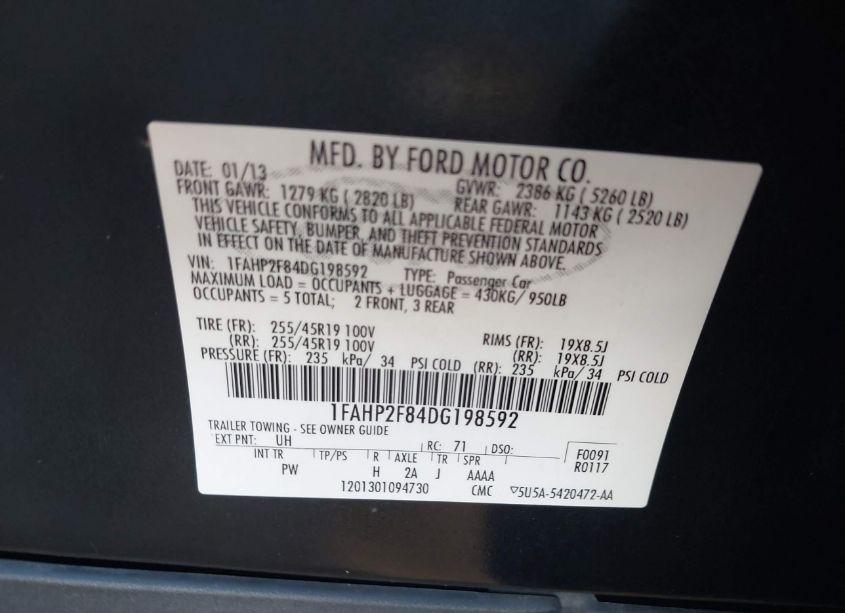 MFD. BY FORD MOTOR CO.
DATE: 01/13 GVWR: 2386 KG ( 5260 LB)
FRONT GAWR: 1279 KG ( 2820 LB) REAR GAWR: 1143 KG ( 2520 LB)
THIS VEHICLE CONFORMS TO ALL APPLICABLE FEDERAL MOTOR
VEHICLE SAFETY, BUMPER, AND THEFT PREVENTION STANDARDS
IN EFFECT ON THE DATE OF MANUFACTURE SHOWN ABOVE.
VIN: 1FAHP2F84DG198592 TYPE: Passenger Car
MAXIMUM LOAD = OCCUPANTS + LUGGAGE = 430KG/ 950LB
OCCUPANTS = 5 TOTAL; 2 FRONT, 3 REAR
TIRE (FR): 255/45R19 100V RIMS (FR): 19X8.5J
(RR): 255/45R19 100V (RR): 19X8.5J
PRESSURE (FR): 235 kPa/ 34 PSI COLD (RR): 235 kPa/ 34 PSI COLD
1FAHP2F84DG198592
TRAILER TOWING - SEE OWNER GUIDE
EXT PNT: UH RC: 71 DSO: F0091
INT TR TP/PS R AXLE TR SPR R0117
PW H 2A J AAAA
1201301094730 CMC ▽5U5A-5420472-AA